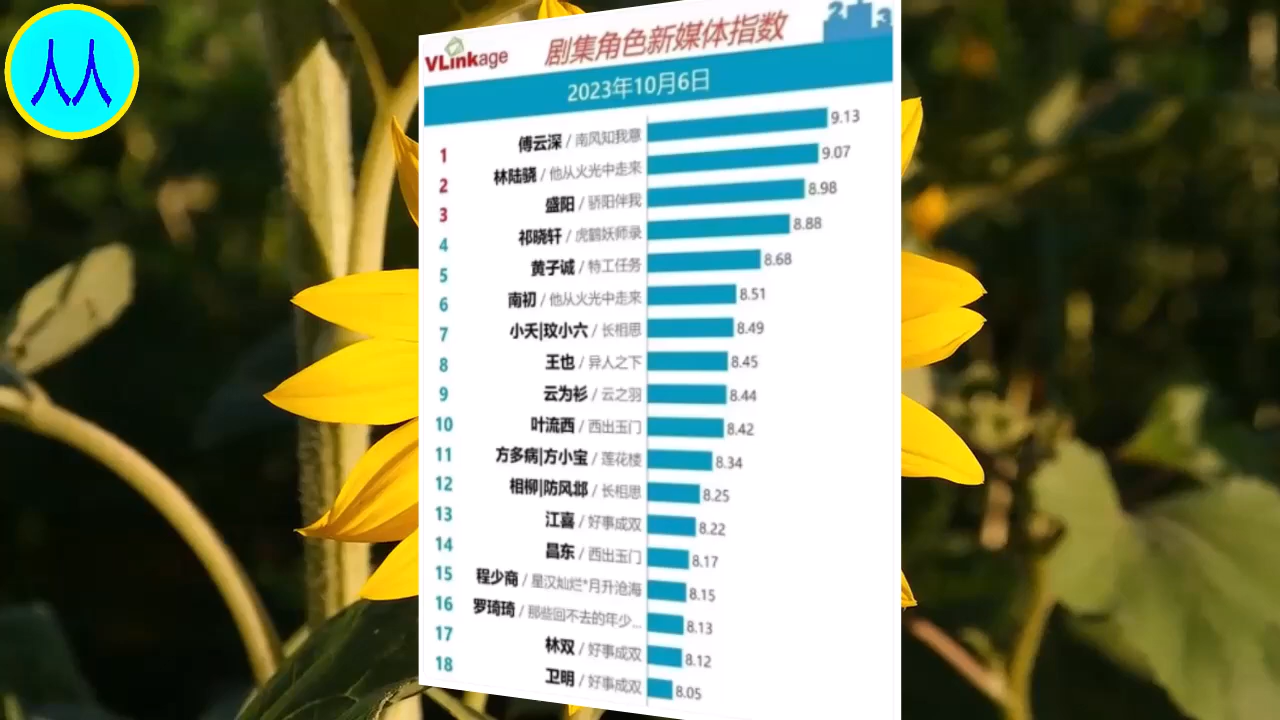 VLinkage
剧集角色新媒体指数
2023年10月6日
1 傅云深 / 南风知我意 9.13
2 林陆骁 / 他从火光中走来 9.07
3 盛阳 / 骄阳伴我 8.98
4 祁晓轩 / 虎鹤妖师录 8.88
5 黄子诚 / 特工任务 8.68
6 南初 / 他从火光中走来 8.51
7 小夭|玟小六 / 长相思 8.49
8 王也 / 异人之下 8.45
9 云为衫 / 云之羽 8.44
10 叶流西 / 西出玉门 8.42
11 方多病|方小宝 / 莲花楼 8.34
12 相柳|防风邶 / 长相思 8.25
13 江喜 / 好事成双 8.22
14 昌东 / 西出玉门 8.17
15 程少商 / 星汉灿烂*月升沧海 8.15
16 罗琦琦 / 那些回不去的年少... 8.13
17 林双 / 好事成双 8.12
18 卫明 / 好事成双 8.05